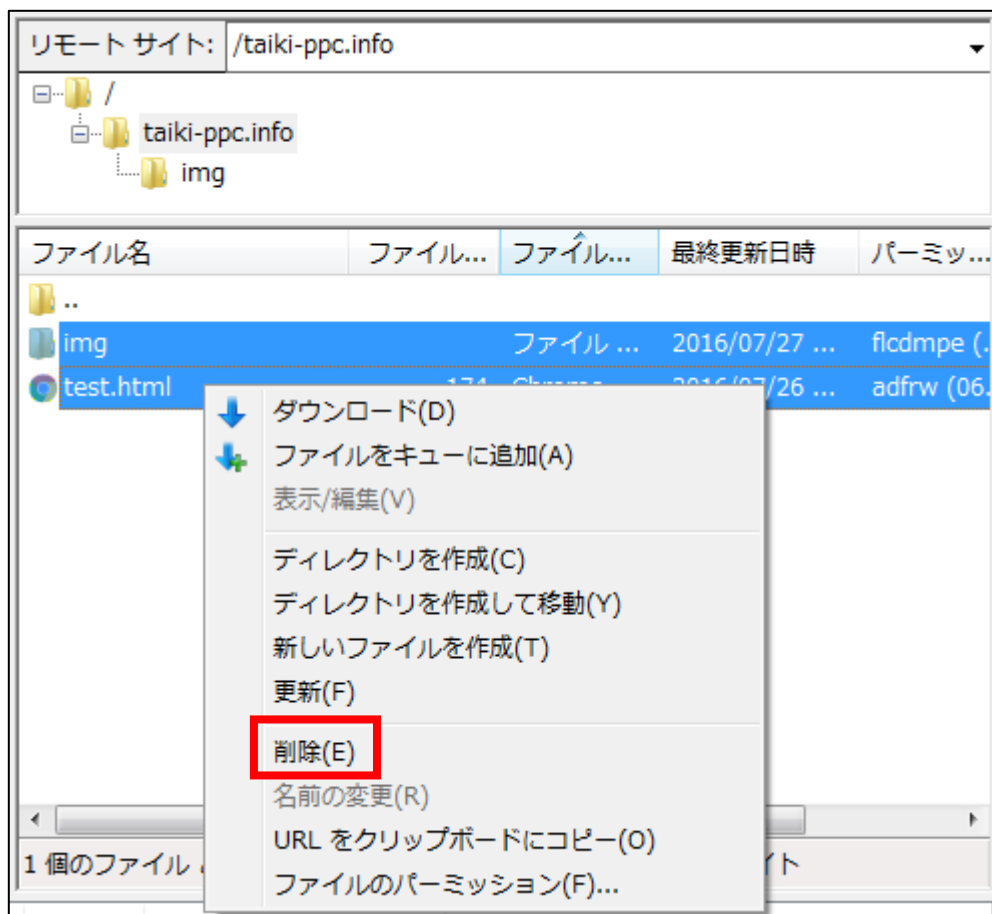 リモート サイト: /taiki-ppc.info
/
taiki-ppc.info
img
ファイル名 ファイル... ファイル... 最終更新日時 パーミッ...
..
img ファイル ... 2016/07/27 ... flcdmpe (.
test.html 174 Chrome 2016/07/26 ... adfrw (06.
ダウンロード(D)
ファイルをキューに追加(A)
表示/編集(V)
ディレクトリを作成(C)
ディレクトリを作成して移動(Y)
新しいファイルを作成(T)
更新(F)
削除(E)
名前の変更(R)
URL をクリップボードにコピー(O)
1 個のファイル イト
ファイルのパーミッション(F)...